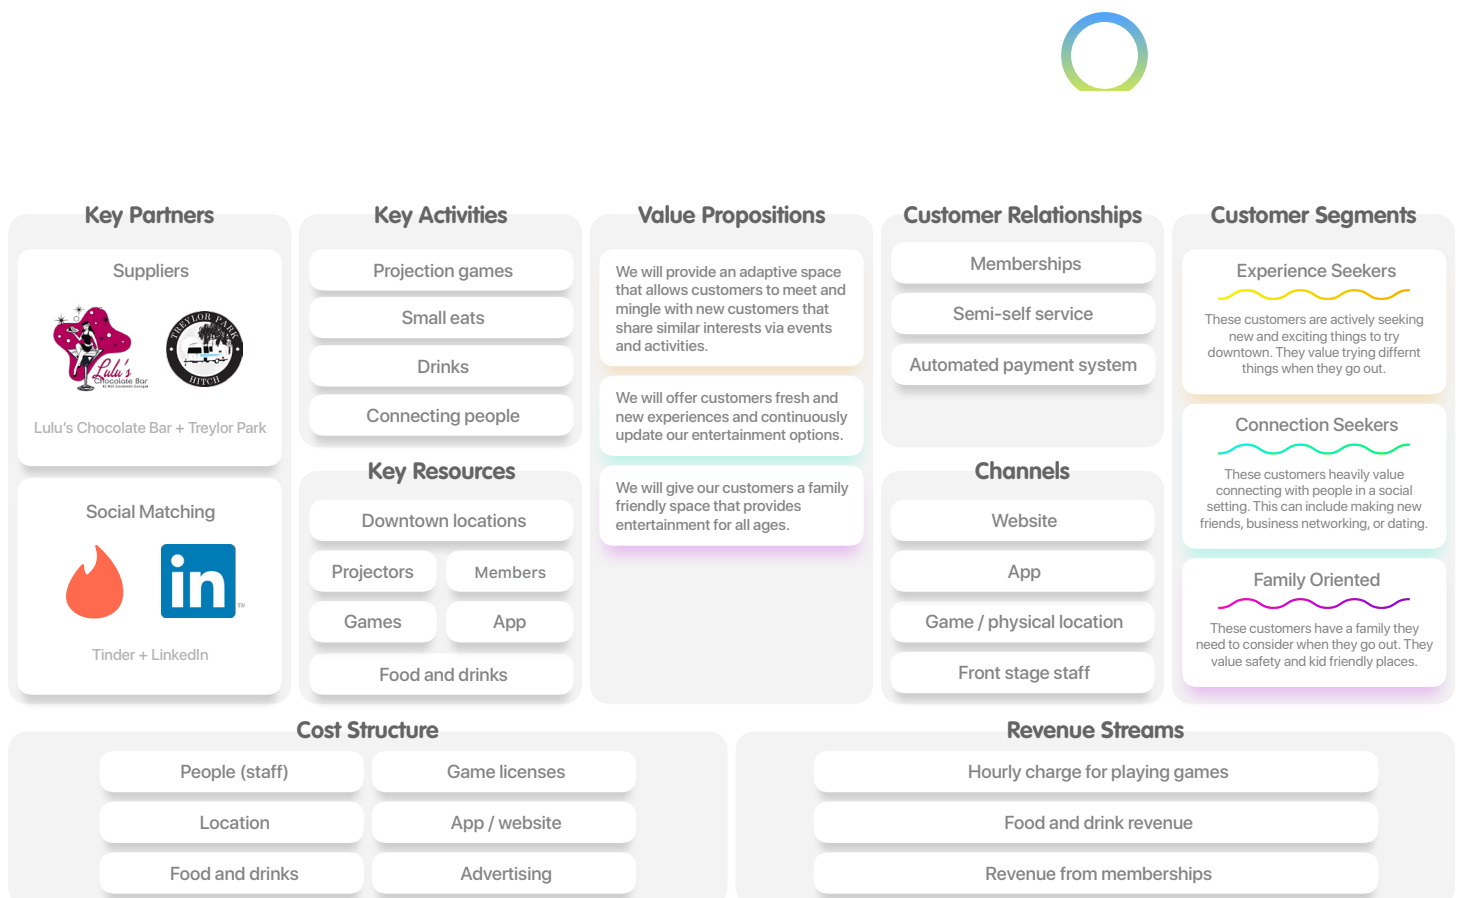 Key Partners
Suppliers
Lulu's
Chocolate Bar
TREYLOR PARK
HITCH
Lulu's Chocolate Bar + Treylor Park
Social Matching
in
TM
Tinder + LinkedIn
Key Activities
Projection games
Small eats
Drinks
Connecting people
Key Resources
Downtown locations
Projectors
Members
Games
App
Food and drinks
Value Propositions
We will provide an adaptive space
that allows customers to meet and
mingle with new customers that
share similar interests via events
and activities.
We will offer customers fresh and
new experiences and continuously
update our entertainment options.
We will give our customers a family
friendly space that provides
entertainment for all ages.
Customer Relationships
Memberships
Semi-self service
Automated payment system
Channels
Website
App
Game / physical location
Front stage staff
Customer Segments
Experience Seekers
These customers are actively seeking
new and exciting things to try
downtown. They value trying differnt
things when they go out.
Connection Seekers
These customers heavily value
connecting with people in a social
setting. This can include making new
friends, business networking, or dating.
Family Oriented
These customers have a family they
need to consider when they go out. They
value safety and kid friendly places.
Cost Structure
People (staff)
Game licenses
Location
App / website
Food and drinks
Advertising
Revenue Streams
Hourly charge for playing games
Food and drink revenue
Revenue from memberships